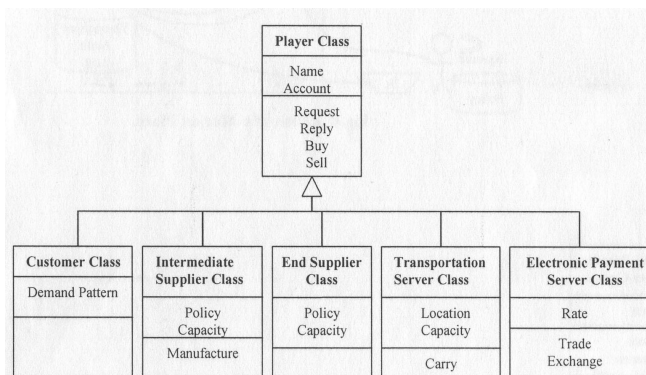 Player Class
Name
Account
Request
Reply
Buy
Sell
Customer Class
Demand Pattern
Intermediate
Supplier Class
Policy
Capacity
Manufacture
End Supplier
Class
Policy
Capacity
Transportation
Server Class
Location
Capacity
Carry
Electronic Payment
Server Class
Rate
Trade
Exchange